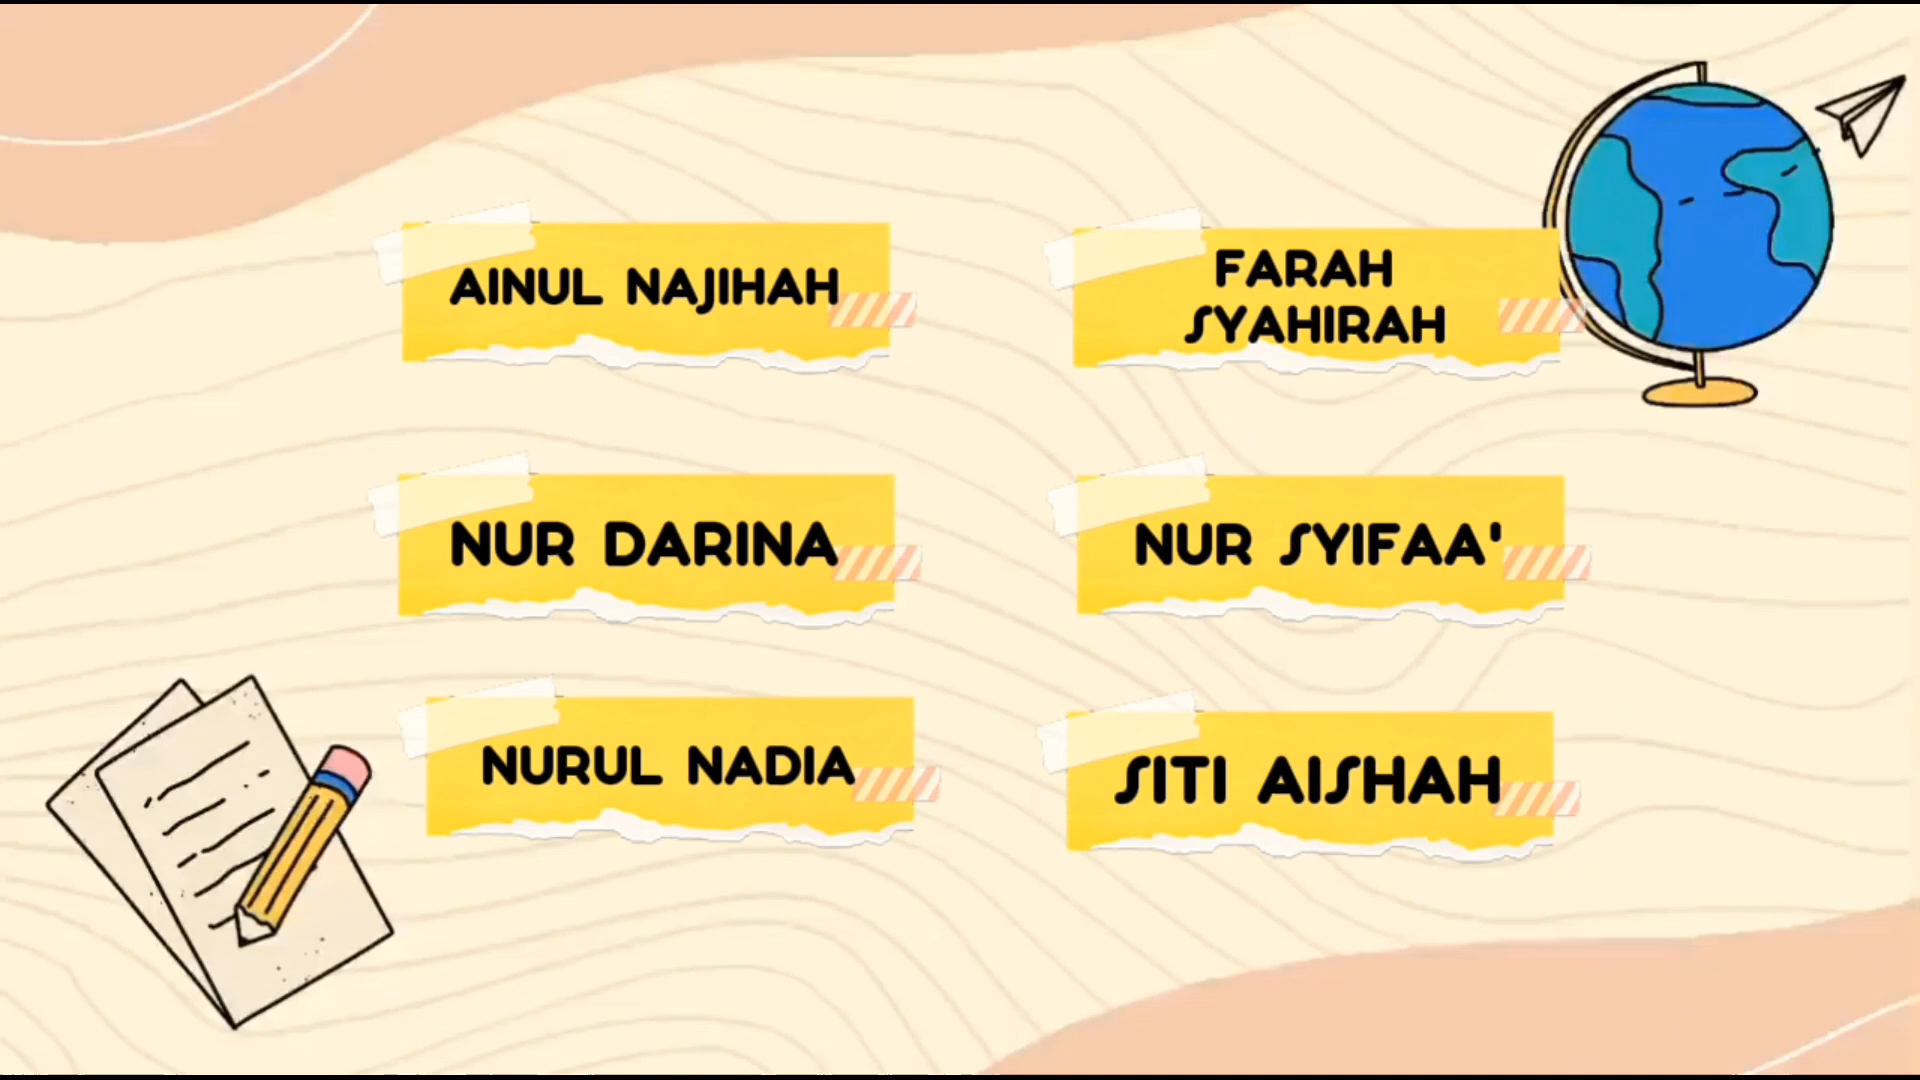 AINUL NAJIHAH
FARAH
SYAHIRAH
NUR DARINA
NUR SYIFAA'
NURUL NADIA
SITI AISHAH